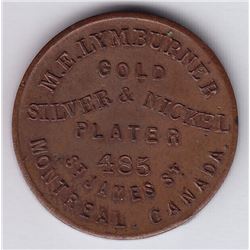 M.E. LYMBURNER
GOLD
SILVER & NICKEL
PLATER
485
ST JAMES ST
MONTREAL, CANADA.